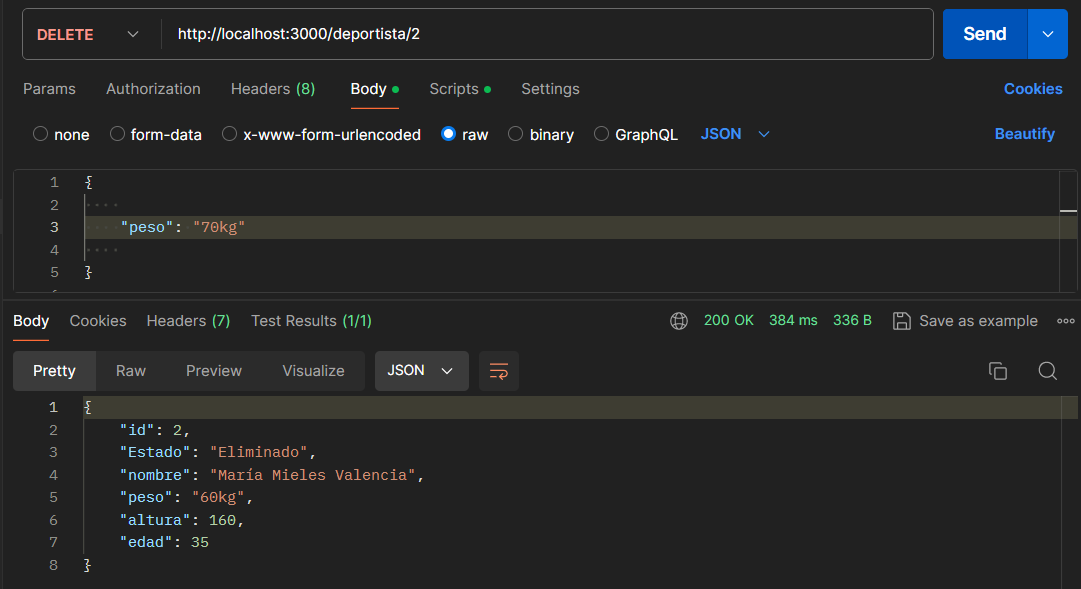 DELETE http://localhost:3000/deportista/2 Send
Params Authorization Headers (8) Body Scripts Settings Cookies
none form-data x-www-form-urlencoded raw binary GraphQL JSON Beautify
1 {
2
3 "peso": "70kg"
4
5 }
Body Cookies Headers (7) Test Results (1/1) 200 OK 384 ms 336 B Save as example
Pretty Raw Preview Visualize JSON
1 {
2 "id": 2,
3 "Estado": "Eliminado",
4 "nombre": "María Mieles Valencia",
5 "peso": "60kg",
6 "altura": 160,
7 "edad": 35
8 }